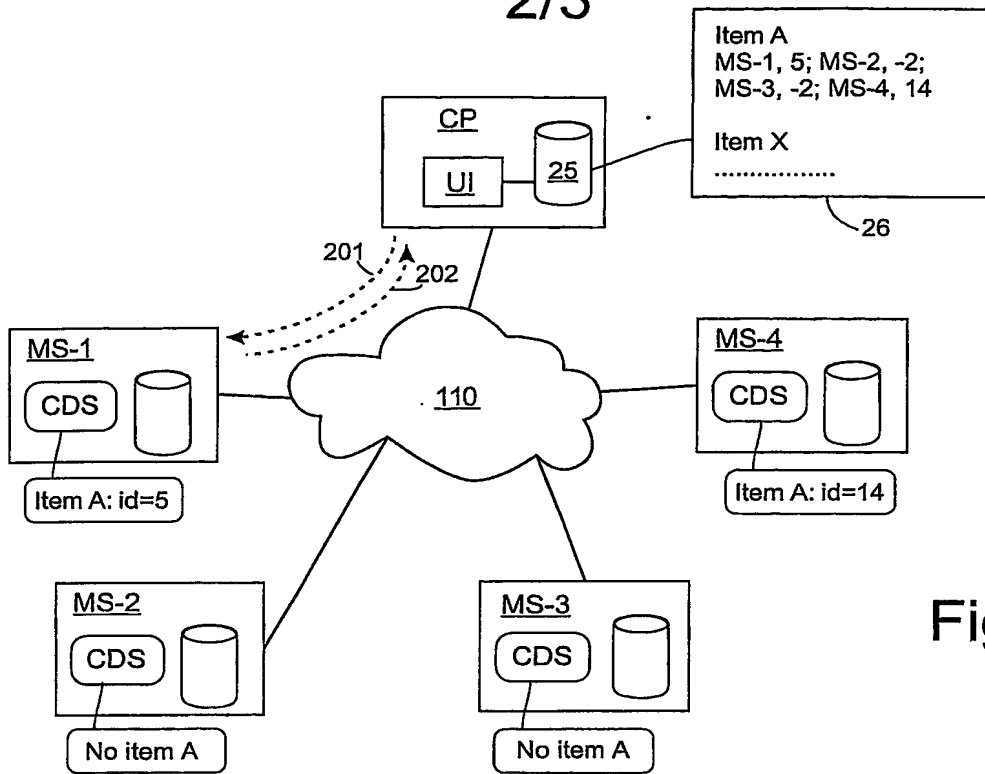 2/3
Item A
MS-1, 5; MS-2, -2;
MS-3, -2; MS-4, 14
Item X
.................
26
CP
UI
25
201
202
MS-1
CDS
Item A: id=5
110
MS-4
CDS
Item A: id=14
MS-2
CDS
No item A
MS-3
CDS
No item A
Fig